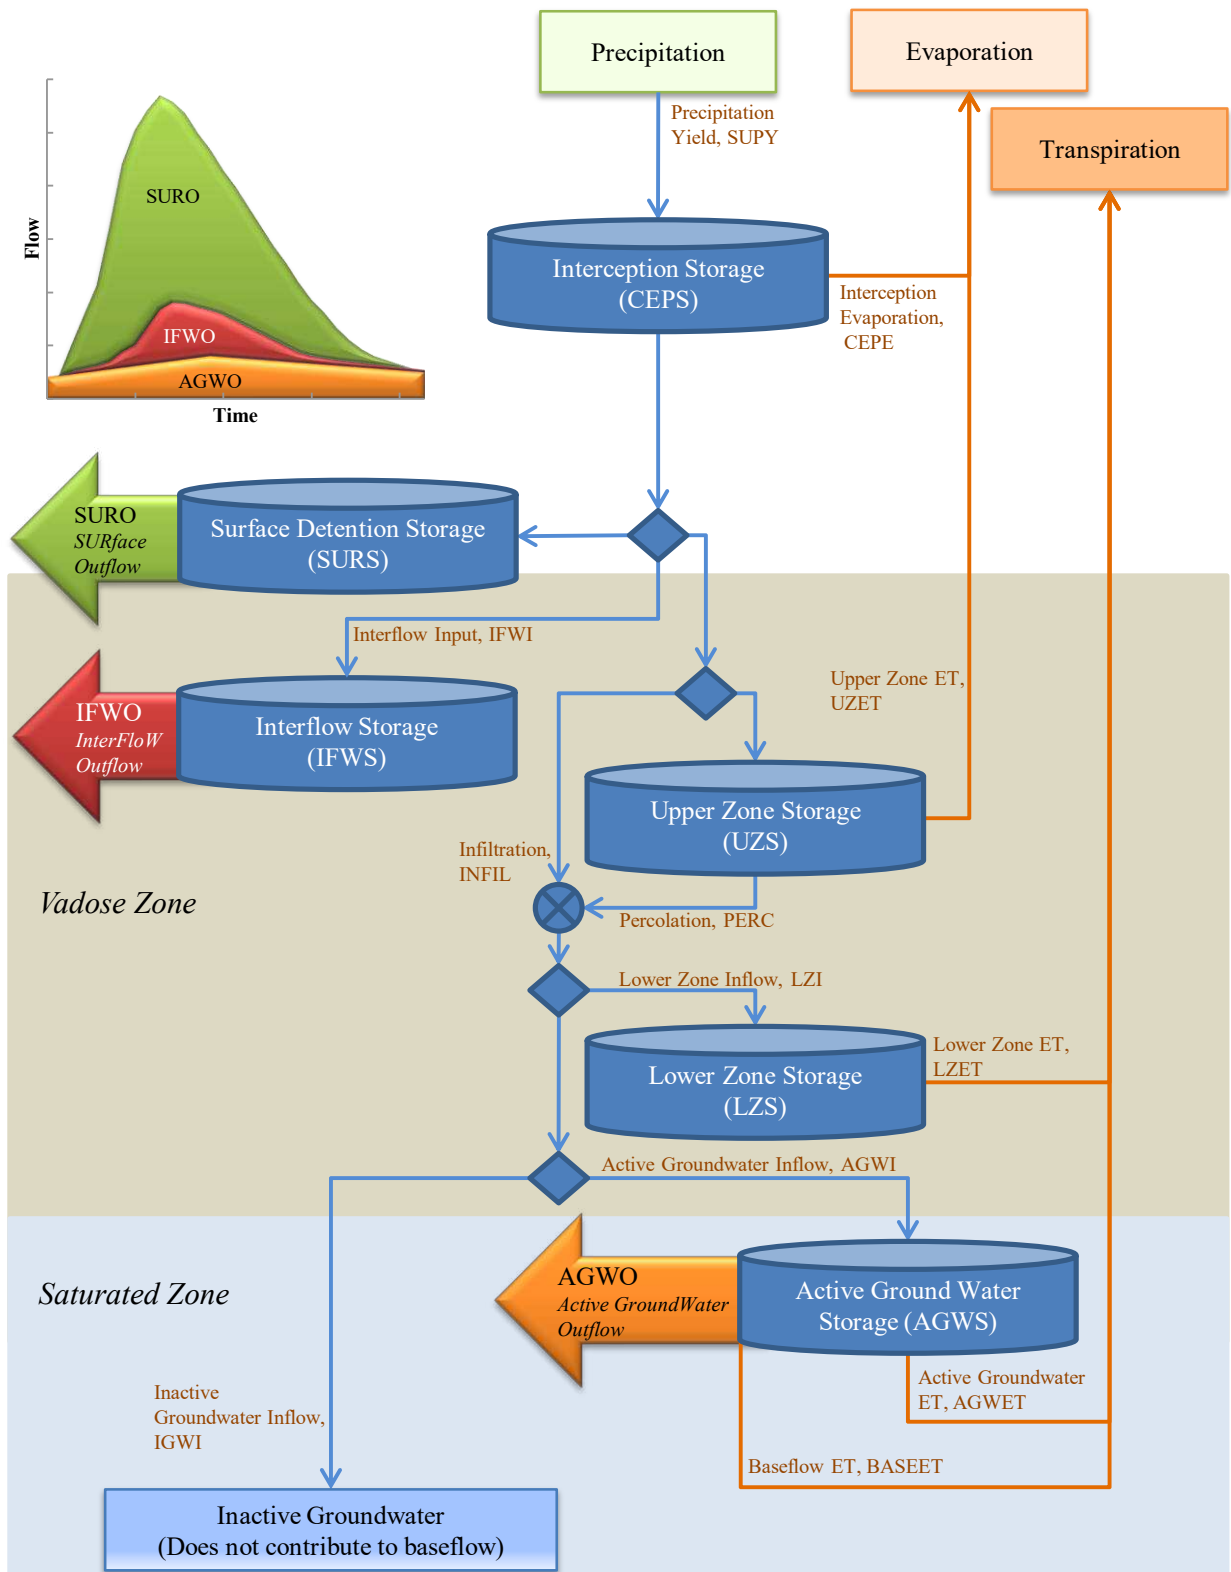 Precipitation
Evaporation
Precipitation
Yield, SUPY
Transpiration
SURO
Flow
IFWO
AGWO
Time
Interception Storage
(CEPS)
Interception
Evaporation,
CEPE
SURO
SURface
Outflow
Surface Detention Storage
(SURS)
Interflow Input, IFWI
IFWO
InterFloW
Outflow
Interflow Storage
(IFWS)
Upper Zone ET,
UZET
Upper Zone Storage
(UZS)
Infiltration,
INFIL
Vadose Zone
Percolation, PERC
Lower Zone Inflow, LZI
Lower Zone Storage
(LZS)
Lower Zone ET,
LZET
Active Groundwater Inflow, AGWI
Saturated Zone
AGWO
Active GroundWater
Outflow
Active Ground Water
Storage (AGWS)
Active Groundwater
ET, AGWET
Inactive
Groundwater Inflow,
IGWI
Baseflow ET, BASEET
Inactive Groundwater
(Does not contribute to baseflow)